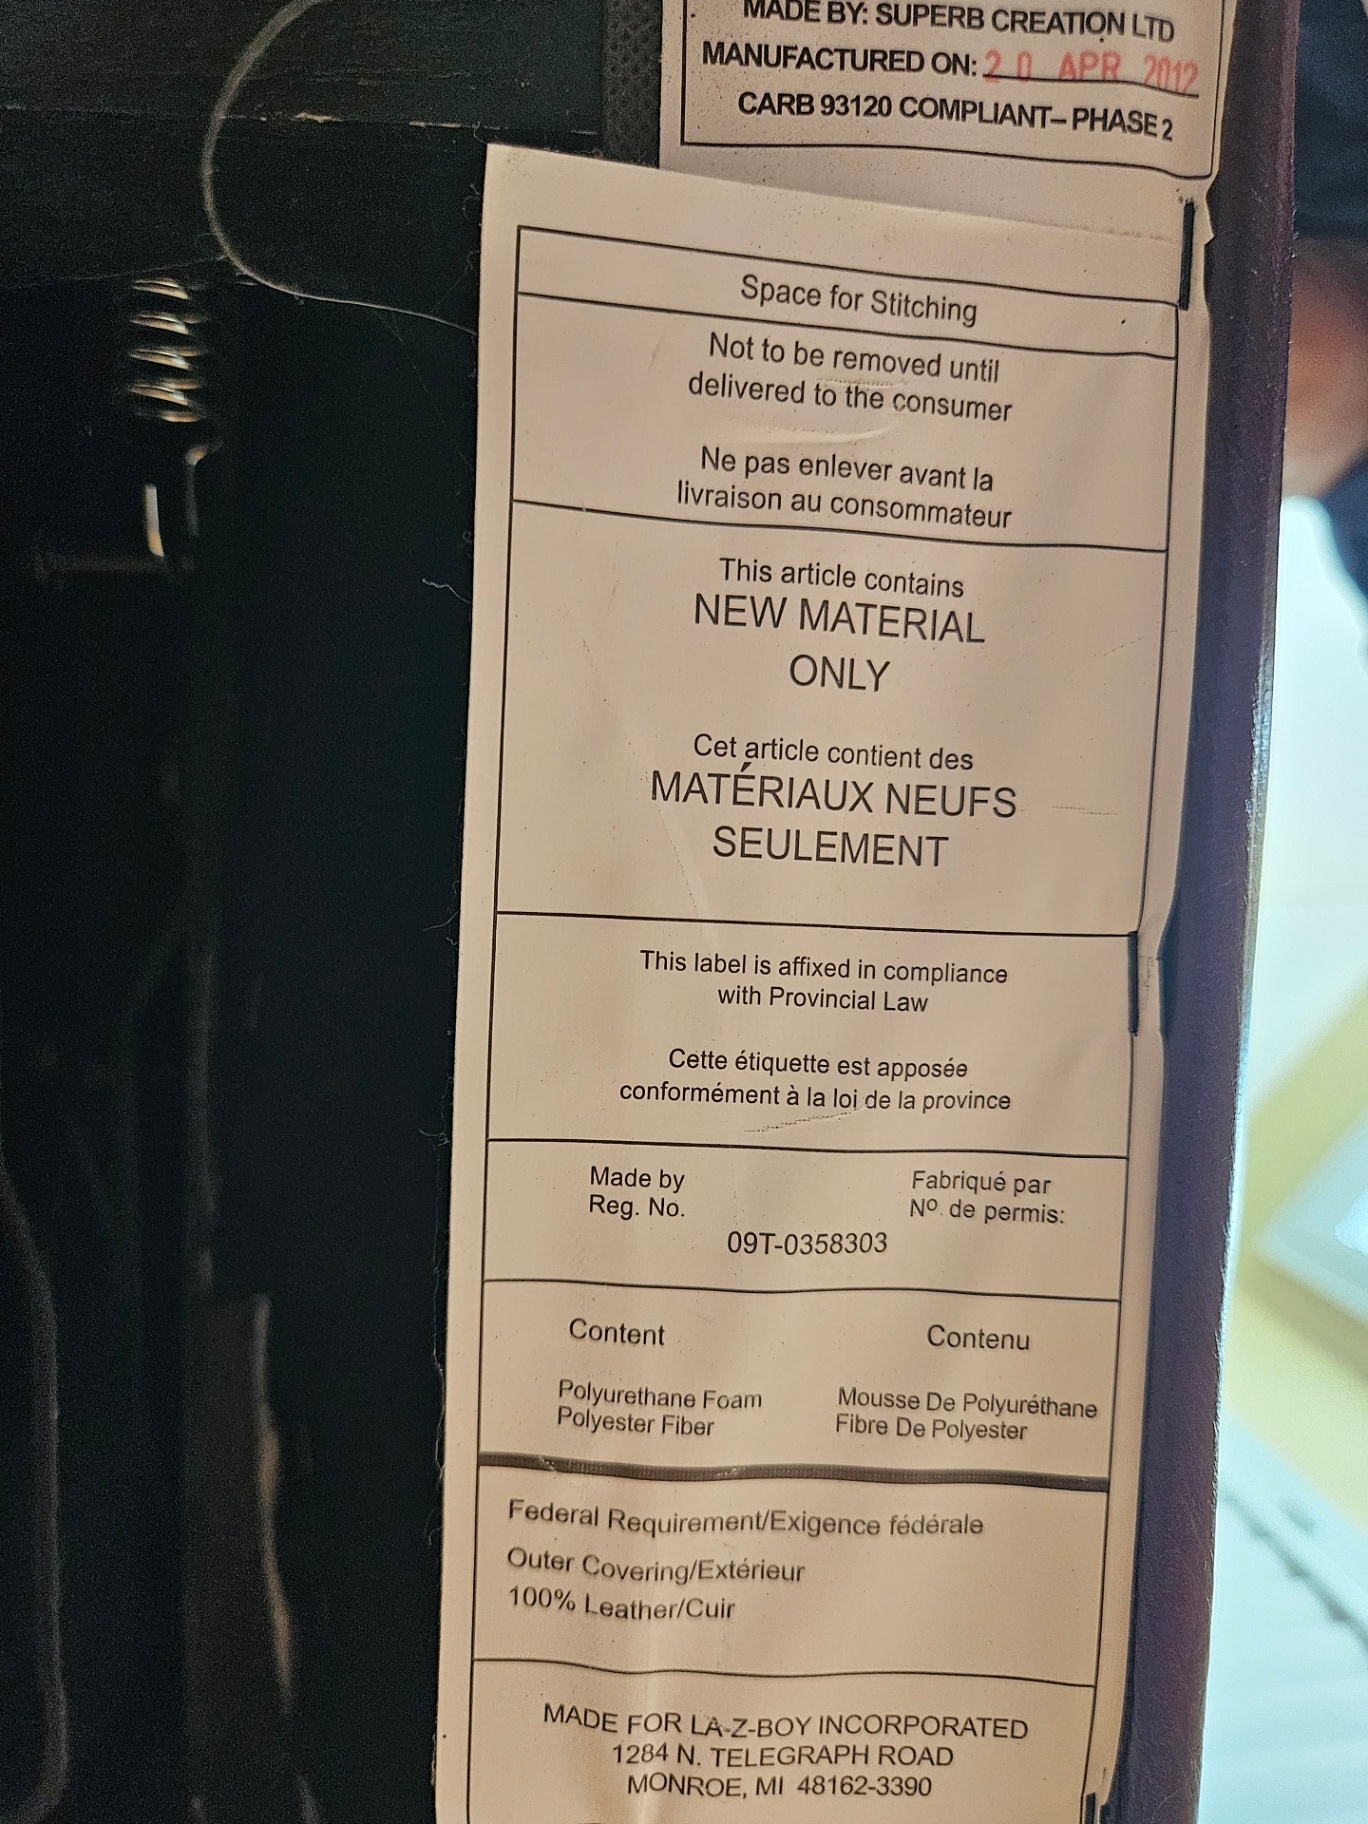 MADE BY: SUPERB CREATION LTD
MANUFACTURED ON: 20 APR 2012
CARB 93120 COMPLIANT– PHASE 2
Space for Stitching
Not to be removed until
delivered to the consumer
Ne pas enlever avant la
livraison au consommateur
This article contains
NEW MATERIAL
ONLY
Cet article contient des
MATÉRIAUX NEUFS
SEULEMENT
This label is affixed in compliance
with Provincial Law
Cette étiquette est apposée
conformément à la loi de la province
Made by Fabriqué par
Reg. No. Nº. de permis:
09T-0358303
Content Contenu
Polyurethane Foam Mousse De Polyuréthane
Polyester Fiber Fibre De Polyester
Federal Requirement/Exigence fédérale
Outer Covering/Extérieur
100% Leather/Cuir
MADE FOR LA-Z-BOY INCORPORATED
1284 N. TELEGRAPH ROAD
MONROE, MI 48162-3390